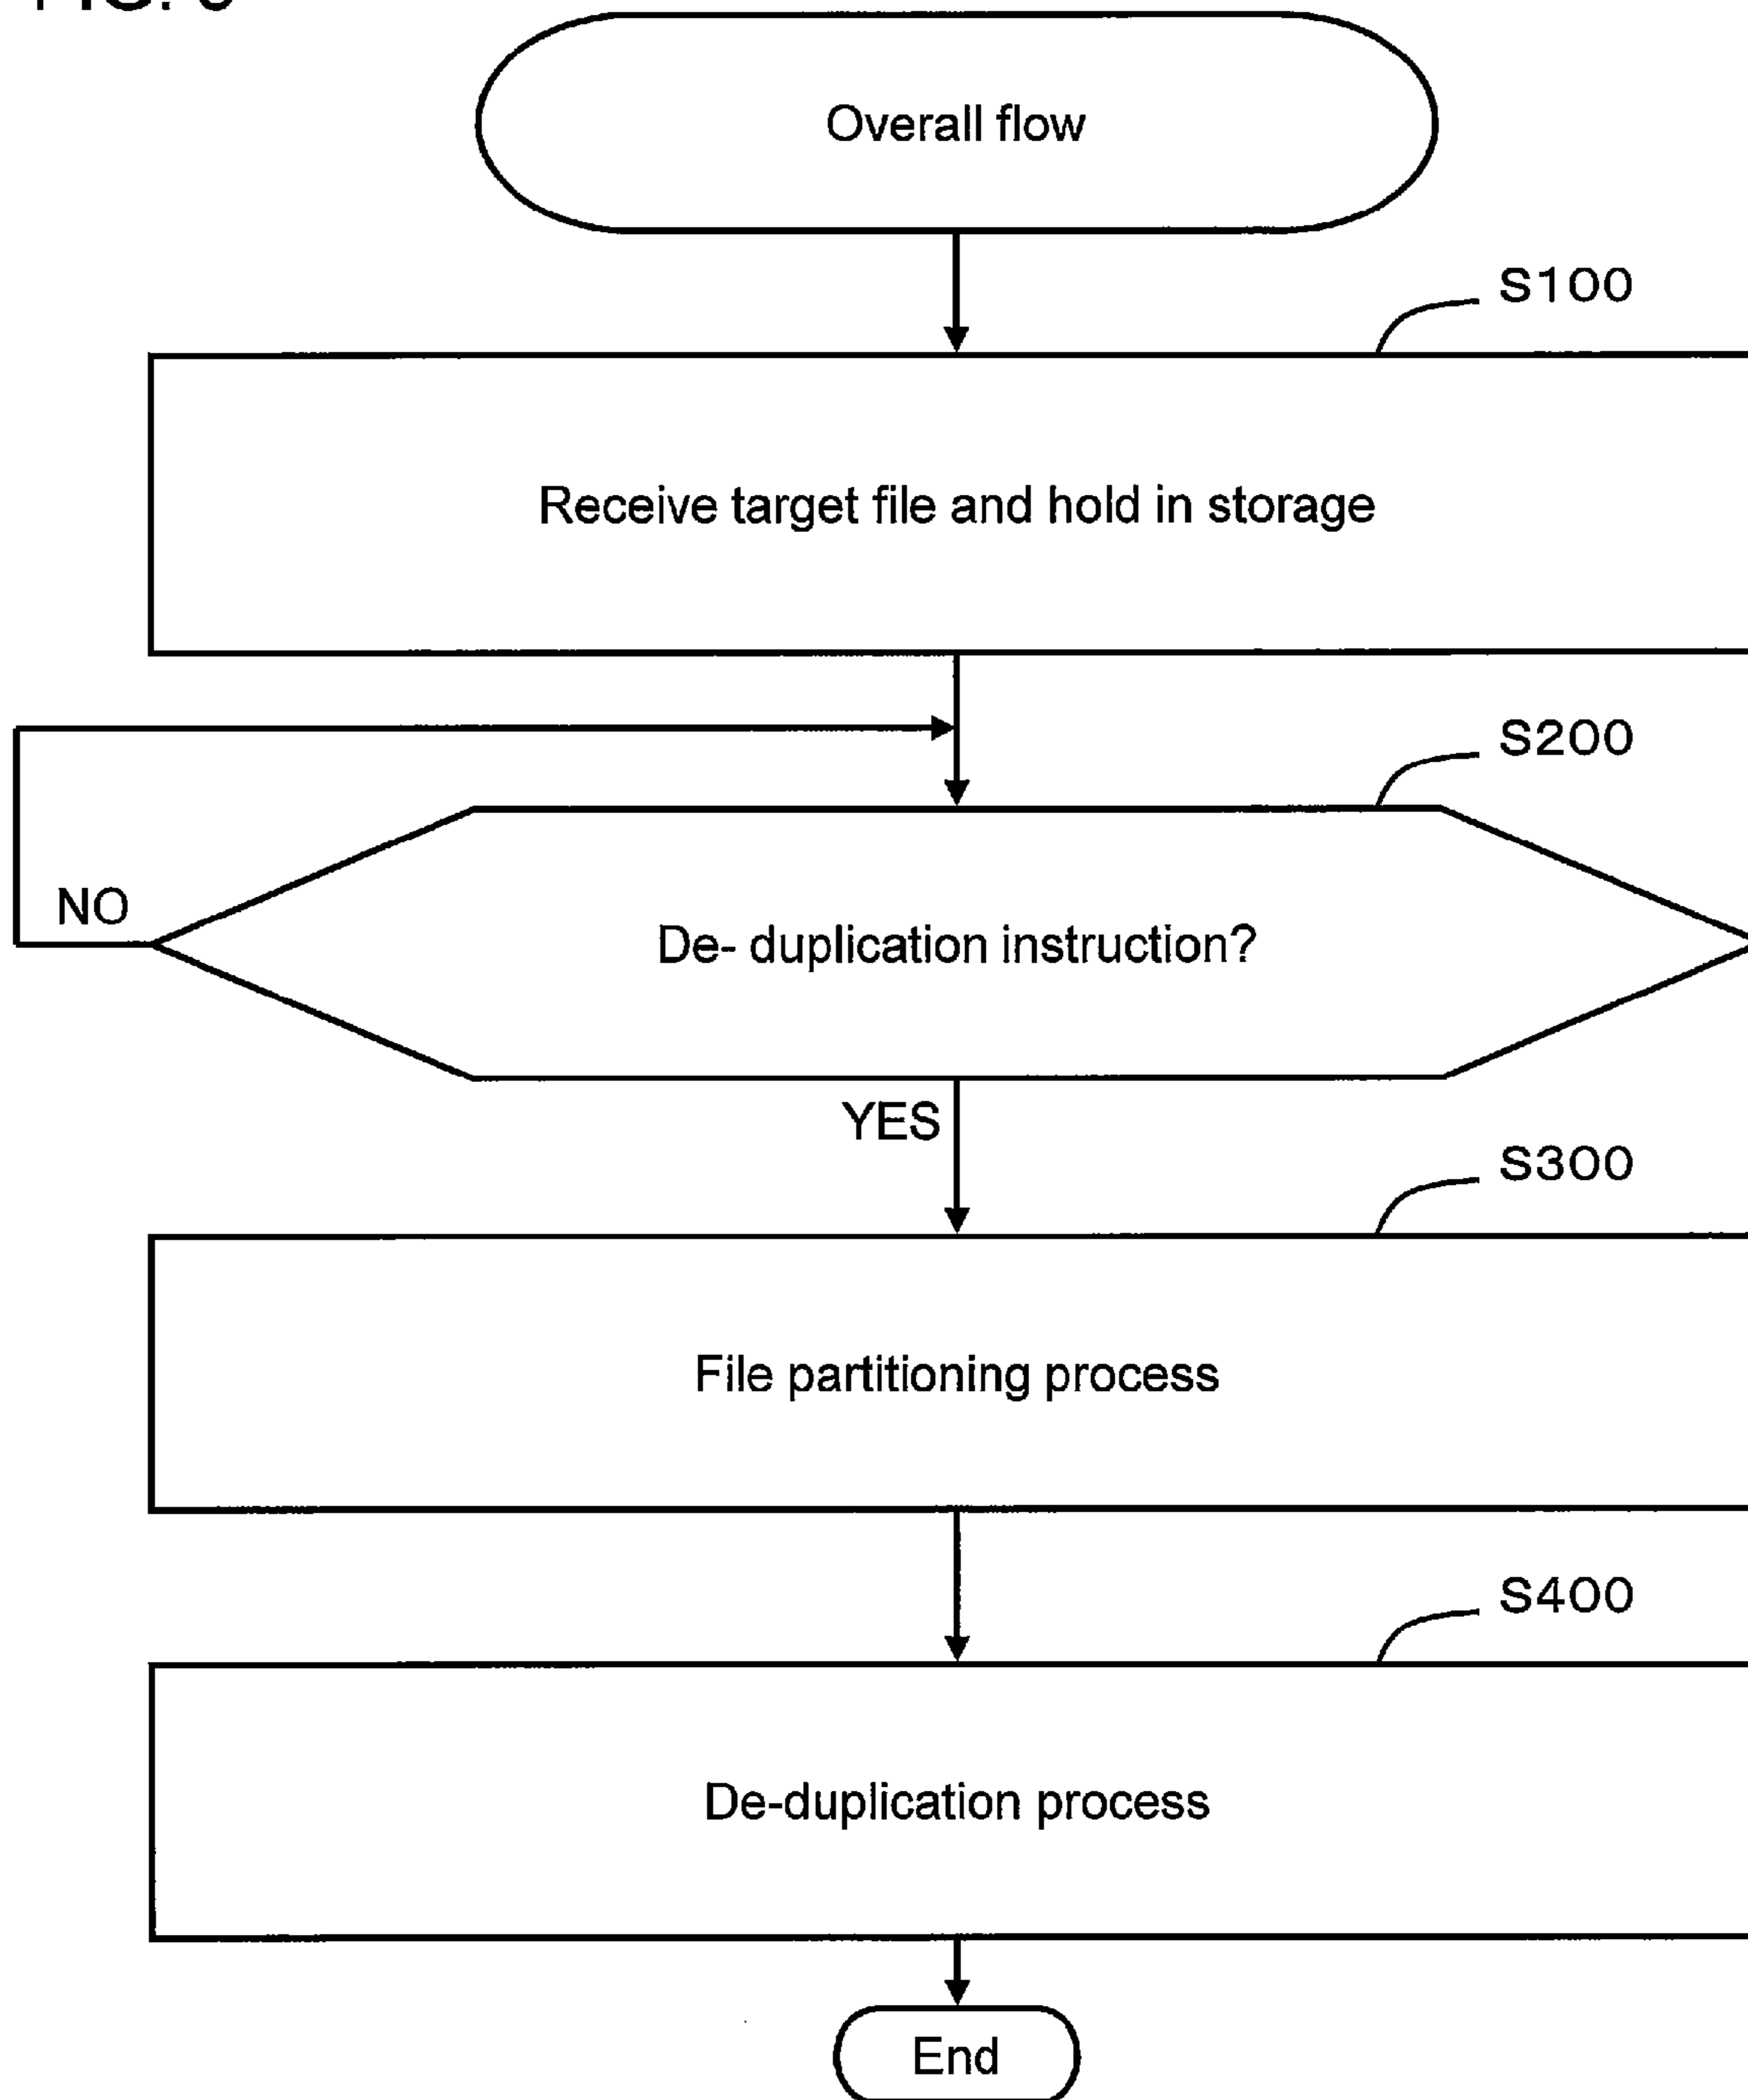 Overall flow
S100
Receive target file and hold in storage
S200
NO
De- duplication instruction?
YES
S300
File partitioning process
S400
De-duplication process
End